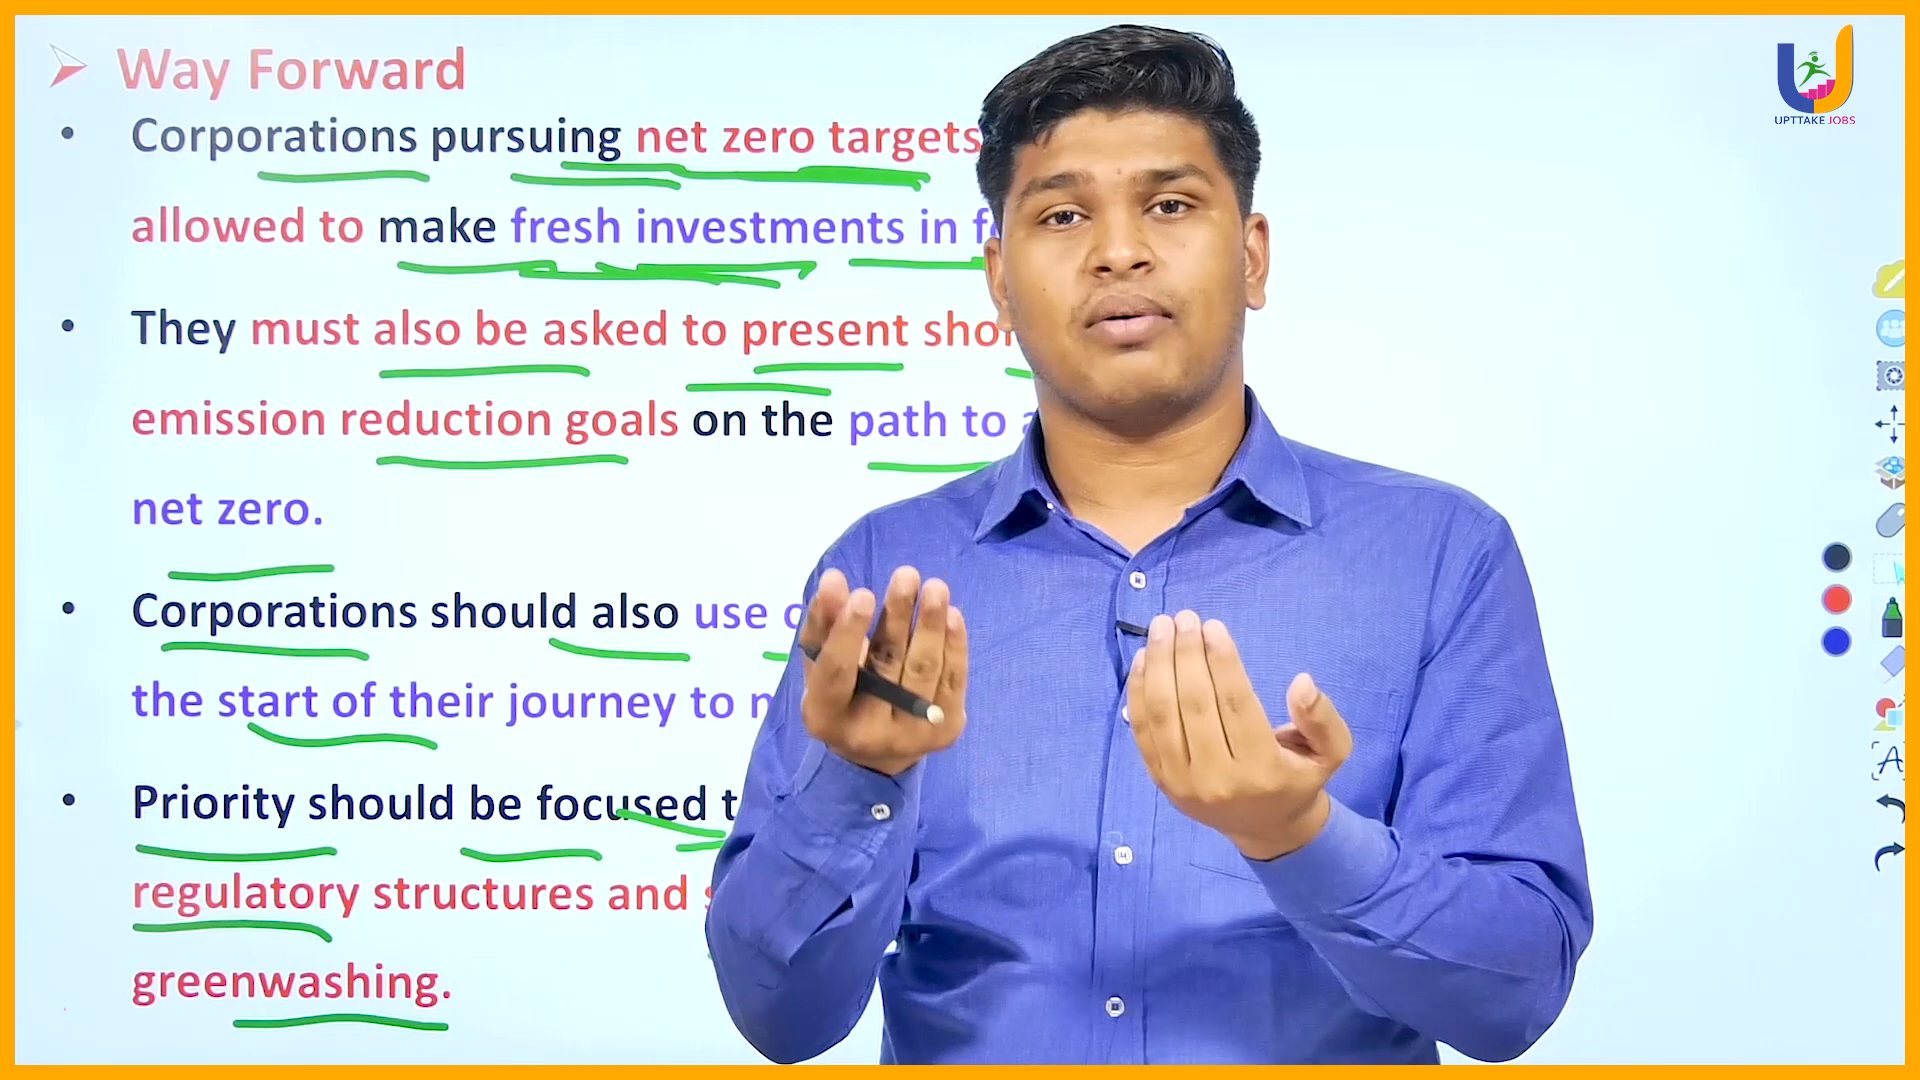 Way Forward
UPTTAKE JOBS
Corporations pursuing net zero targets
allowed to make fresh investments in
They must also be asked to present
emission reduction goals on the path to
net zero.
Corporations should also use
the start of their journey to
Priority should be focused
regulatory structures and
greenwashing.